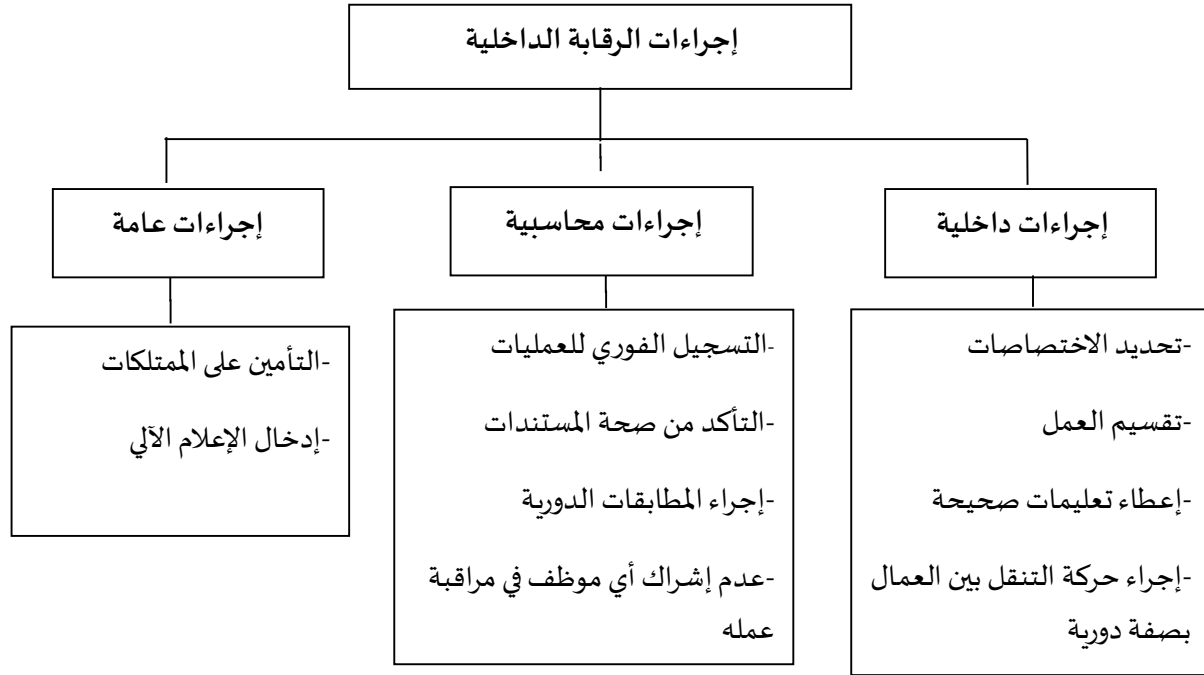 إجراءات الرقابة الداخلية
إجراءات داخلية
إجراءات محاسبية
إجراءات عامة
-تحديد الاختصاصات
-تقسيم العمل
-إعطاء تعليمات صحيحة
-إجراء حركة التنقل بين العمال
بصفة دورية
-التسجيل الفوري للعمليات
-التأكد من صحة المستندات
-إجراء المطابقات الدورية
-عدم إشراك أي موظف في مراقبة
عمله
-التأمين على الممتلكات
-إدخال الإعلام الآلي